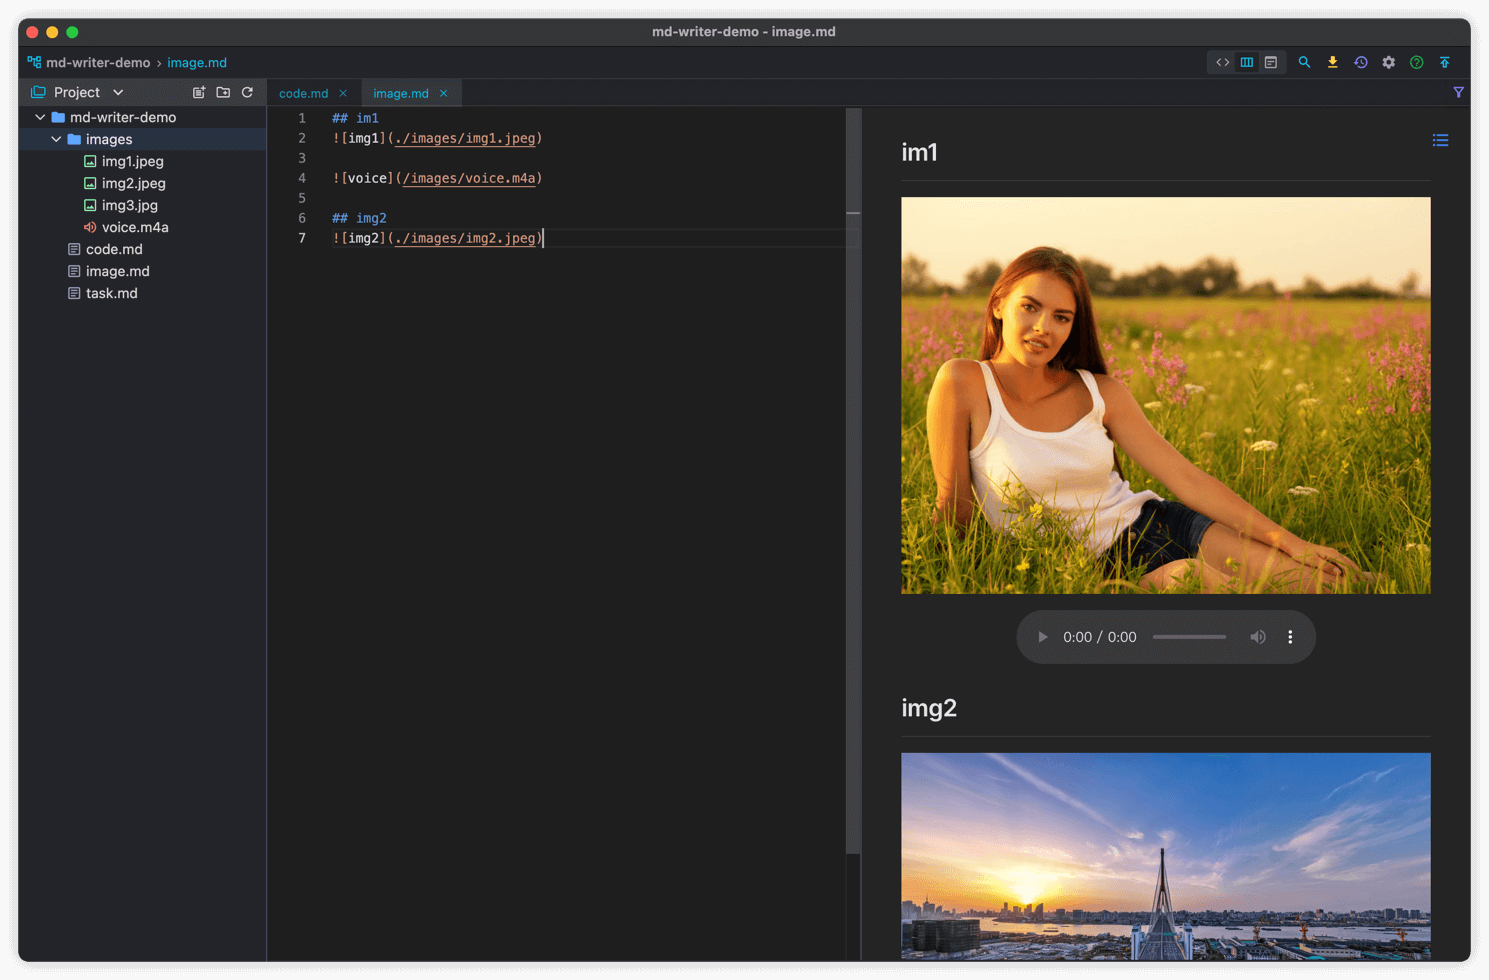 md-writer-demo - image.md
md-writer-demo › image.md
Project
md-writer-demo
images
img1.jpeg
img2.jpeg
img3.jpg
voice.m4a
code.md
image.md
task.md
code.md
image.md
1 ## im1
2 ![img1](./images/img1.jpeg)
3
4 ![voice](/images/voice.m4a)
5
6 ## img2
7 ![img2](./images/img2.jpeg)
im1
0:00 / 0:00
img2